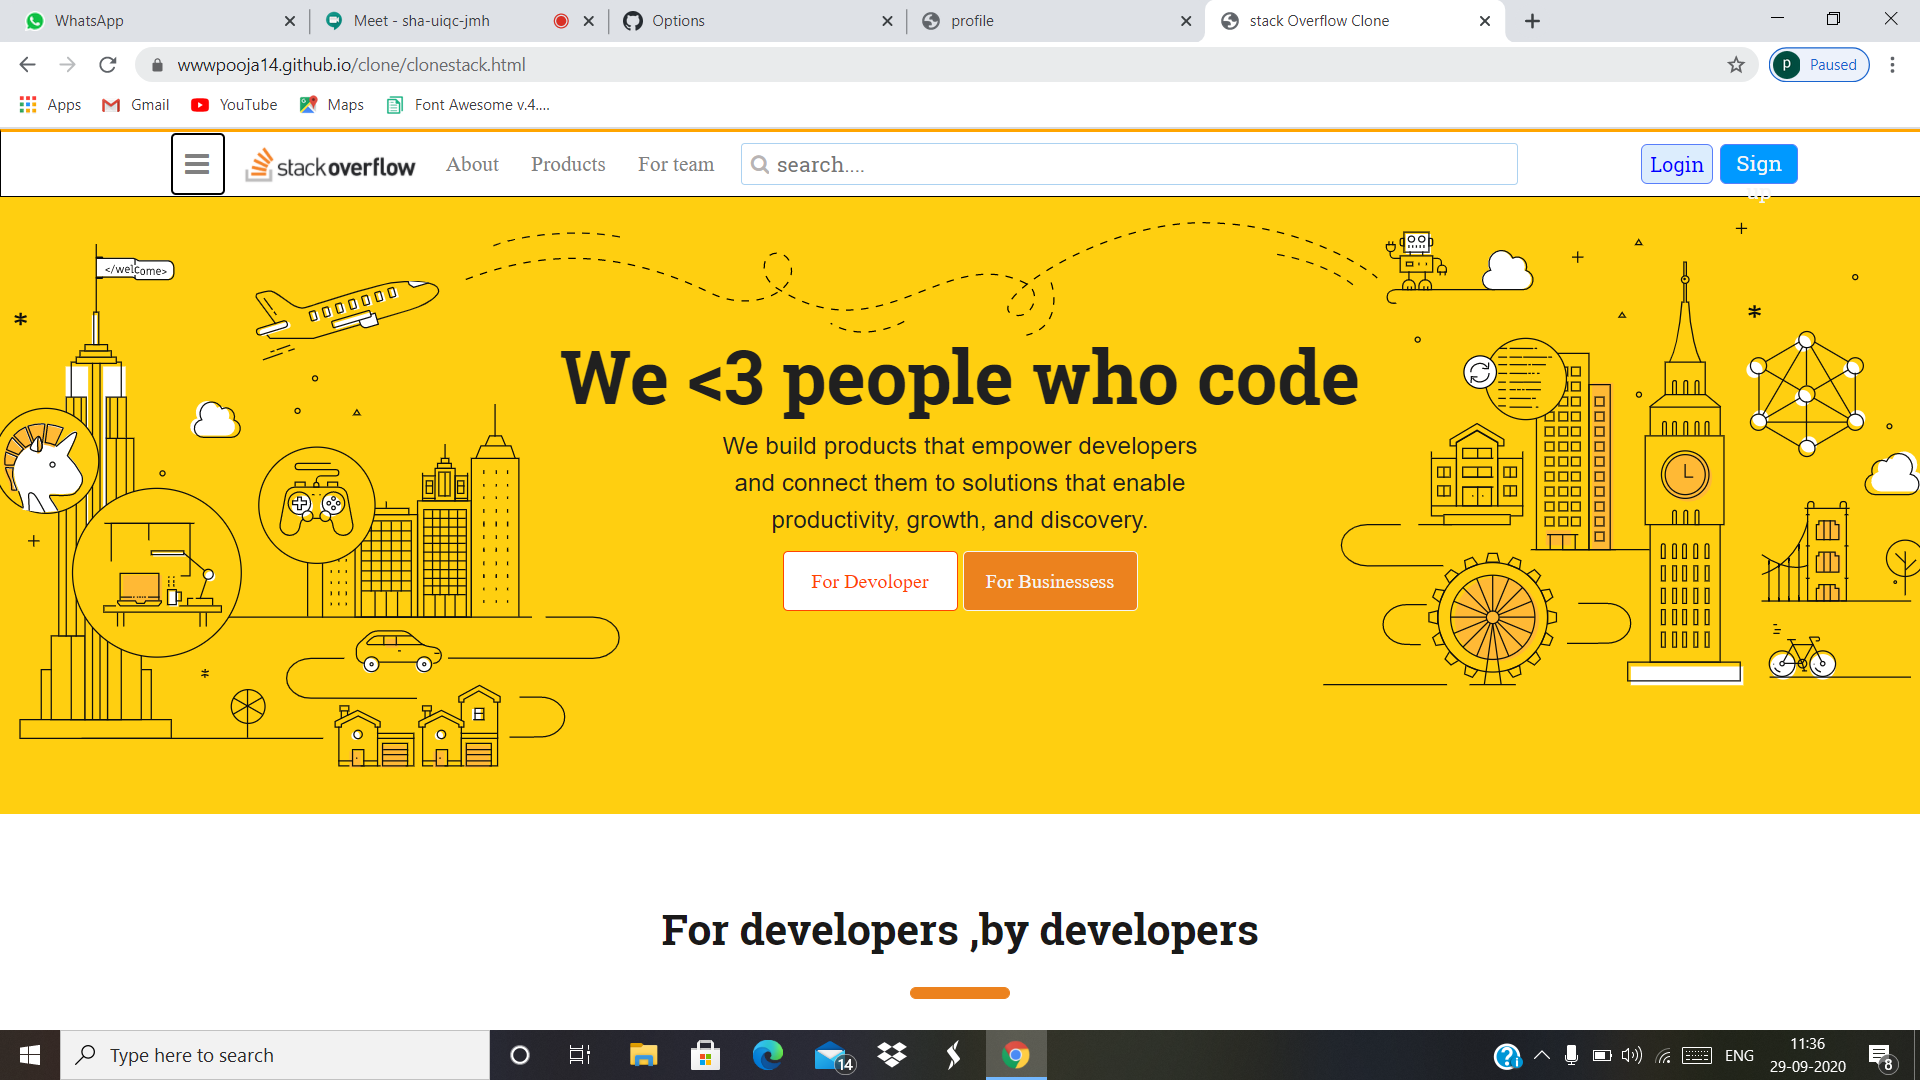 WhatsApp
Meet - sha-uiqc-jmh
Options
profile
stack Overflow Clone
wwwpooja14.github.io/clone/clonestack.html
p
Paused
Apps
Gmail
YouTube
Maps
Font Awesome v.4....
stackoverflow
About
Products
For team
search....
Login
Sign
up
</welcome>
We <3 people who code
We build products that empower developers
and connect them to solutions that enable
productivity, growth, and discovery.
For Devoloper
For Businessess
For developers ,by developers
Type here to search
14
ENG
11:36
29-09-2020
8